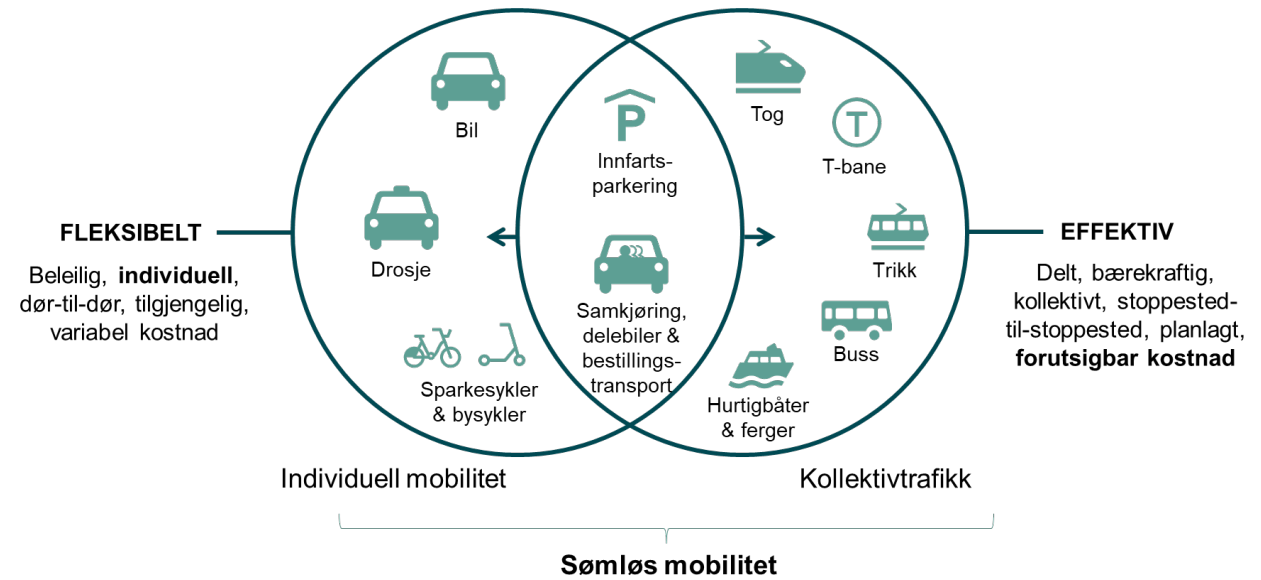 FLEKSIBELT
Beleilig, individuell,
dør-til-dør, tilgjengelig,
variabel kostnad
Bil
Drosje
Sparkesykler
& bysykler
P
Innfarts-
parkering
Samkjøring,
delebiler &
bestillings-
transport
Tog
T
T-bane
Trikk
Buss
Hurtigbåter
& ferger
EFFEKTIV
Delt, bærekraftig,
kollektivt, stoppested-
til-stoppested, planlagt,
forutsigbar kostnad
Individuell mobilitet
Kollektivtrafikk
Sømløs mobilitet